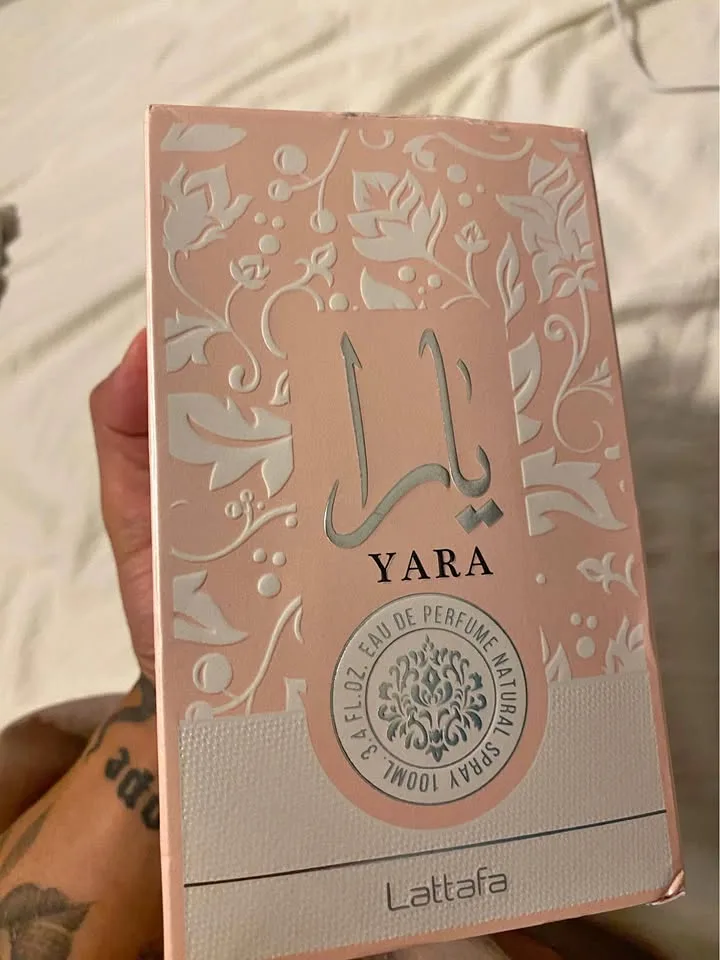 يارا
YARA
EAU DE PERFUME NATURAL SPRAY 100ML. 3.4 FL.OZ.
Lattafa